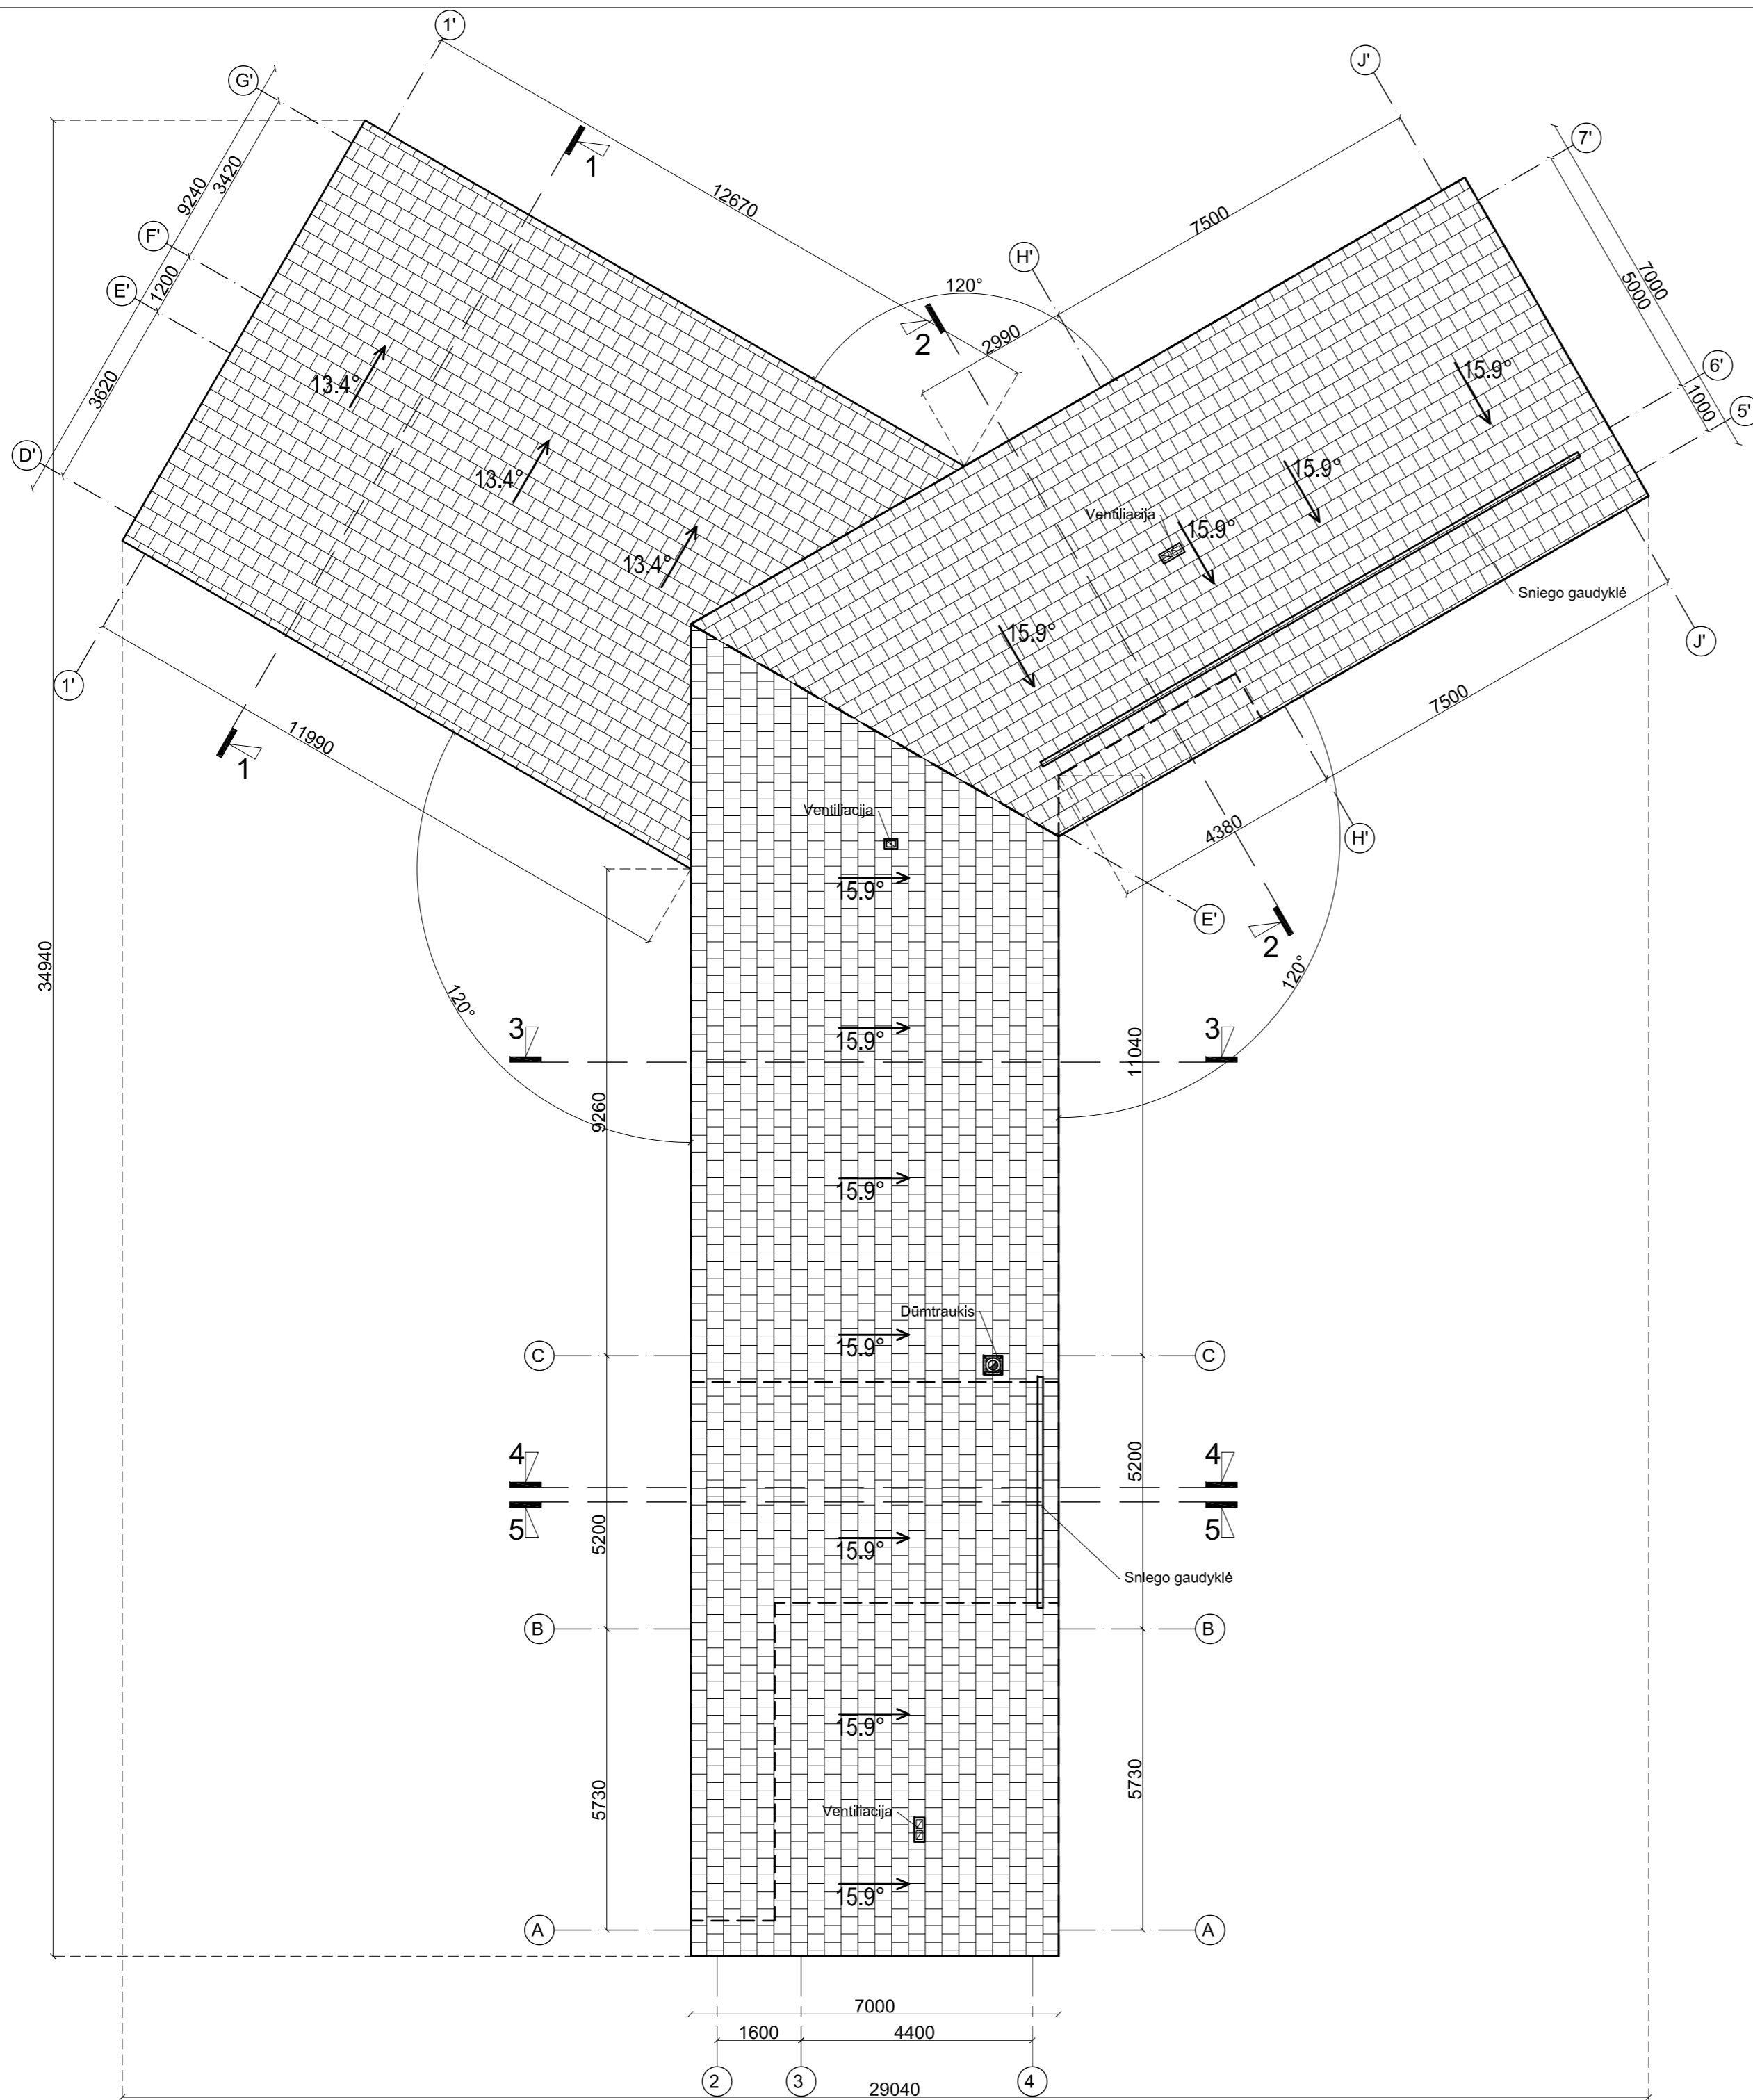 1'
J'
G'
7'
9240
3420
12670
7500
F'
H'
7000
5000
E'
1200
120°
1
2
2990
6'
15.9°
13.4°
3620
1000
5'
D'
15.9°
13.4°
Ventiliacija
15.9°
13.4°
Sniego gaudyklė
15.9°
J'
1'
7500
11990
1
Ventiliacija
4380
H'
15.9°
E'
2
34940
120°
120°
3
15.9°
3
11040
9260
15.9°
Dūmtraukis
15.9°
C
C
4
5200
4
5
5200
15.9°
5
Sniego gaudyklė
B
B
15.9°
5730
5730
Ventiliacija
15.9°
A
A
7000
1600
4400
2
3
4
29040